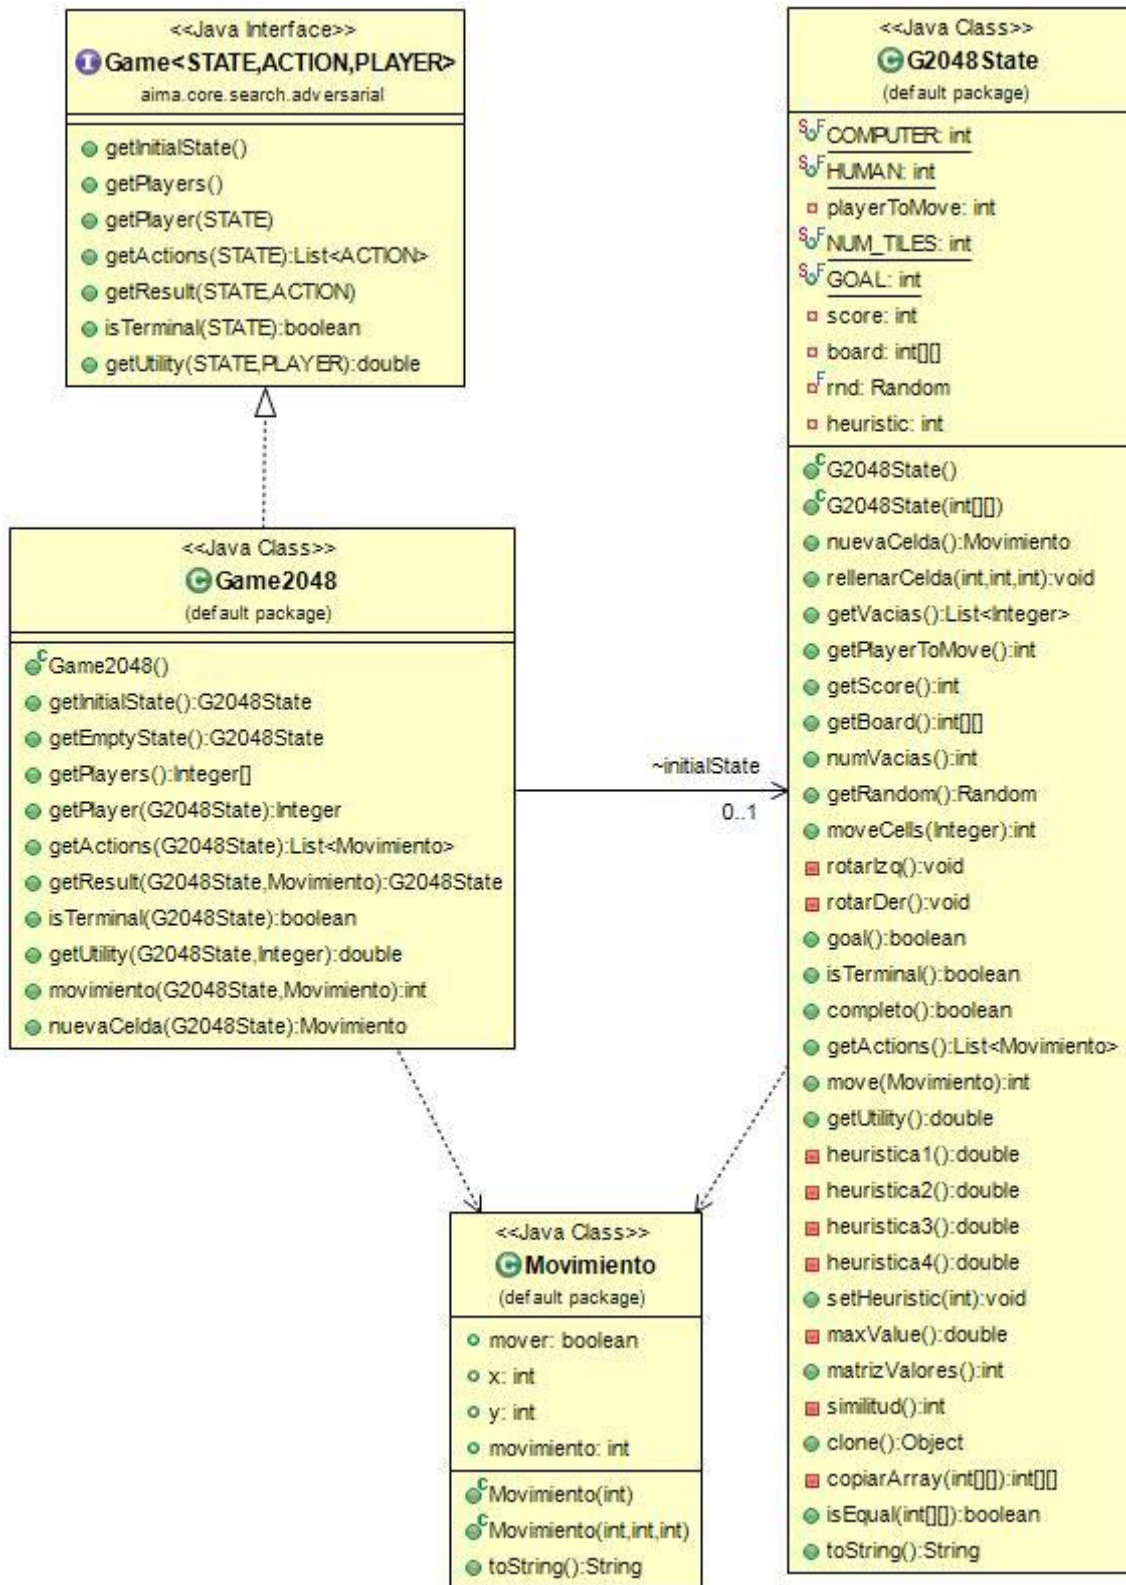 <<Java Interface>>
Game<STATE,ACTION,PLAYER>
aima.core.search.adversarial
getInitialState()
getPlayers()
getPlayer(STATE)
getActions(STATE):List<ACTION>
getResult(STATE,ACTION)
isTerminal(STATE):boolean
getUtility(STATE,PLAYER):double
<<Java Class>>
Game2048
(default package)
Game2048()
getInitialState():G2048State
getEmptyState():G2048State
getPlayers():Integer[]
getPlayer(G2048State):Integer
getActions(G2048State):List<Movimiento>
getResult(G2048State,Movimiento):G2048State
isTerminal(G2048State):boolean
getUtility(G2048State,Integer):double
movimiento(G2048State,Movimiento):int
nuevaCelda(G2048State):Movimiento
~initialState
0..1
<<Java Class>>
G2048State
(default package)
COMPUTER: int
HUMAN: int
playerToMove: int
NUM_TILES: int
GOAL: int
score: int
board: int[][]
rnd: Random
heuristic: int
G2048State()
G2048State(int[][])
nuevaCelda():Movimiento
rellenarCelda(int,int,int):void
getVacias():List<Integer>
getPlayerToMove():int
getScore():int
getBoard():int[][]
numVacias():int
getRandom():Random
moveCells(Integer):int
rotarIzq():void
rotarDer():void
goal():boolean
isTerminal():boolean
completo():boolean
getActions():List<Movimiento>
move(Movimiento):int
getUtility():double
heuristica1():double
heuristica2():double
heuristica3():double
heuristica4():double
setHeuristic(int):void
maxValue():double
matrizValores():int
similitud():int
clone():Object
copiarArray(int[][]):int[][]
isEqual(int[][]):boolean
toString():String
<<Java Class>>
Movimiento
(default package)
mover: boolean
x: int
y: int
movimiento: int
Movimiento(int)
Movimiento(int,int,int)
toString():String